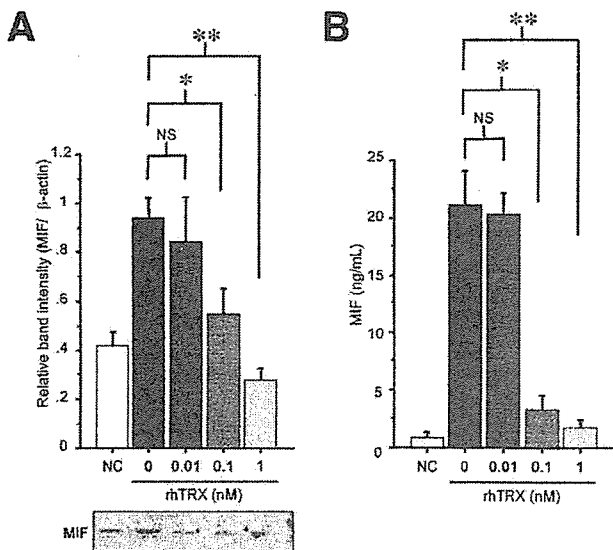 A
**
*
NS
Relative band intensity (MIF/ β-actin)
1.2
1
.8
.6
.4
.2
0
NC 0 0.01 0.1 1
rhTRX (nM)
MIF
B
**
*
NS
MIF (ng/mL)
25
20
15
10
5
0
NC 0 0.01 0.1 1
rhTRX (nM)